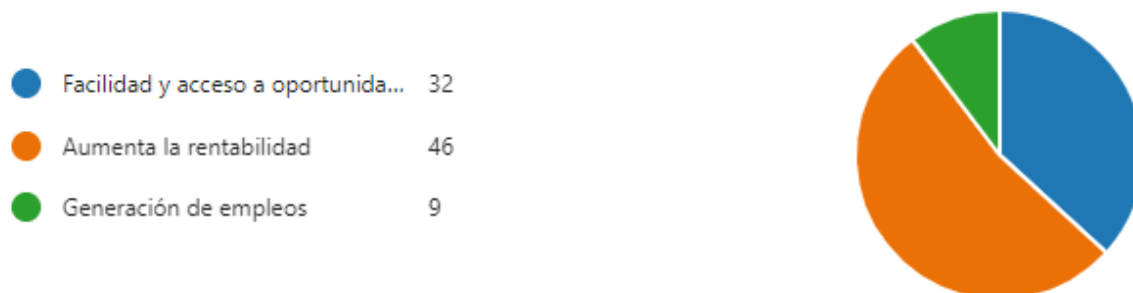 Facilidad y acceso a oportunida... 32
Aumenta la rentabilidad 46
Generación de empleos 9